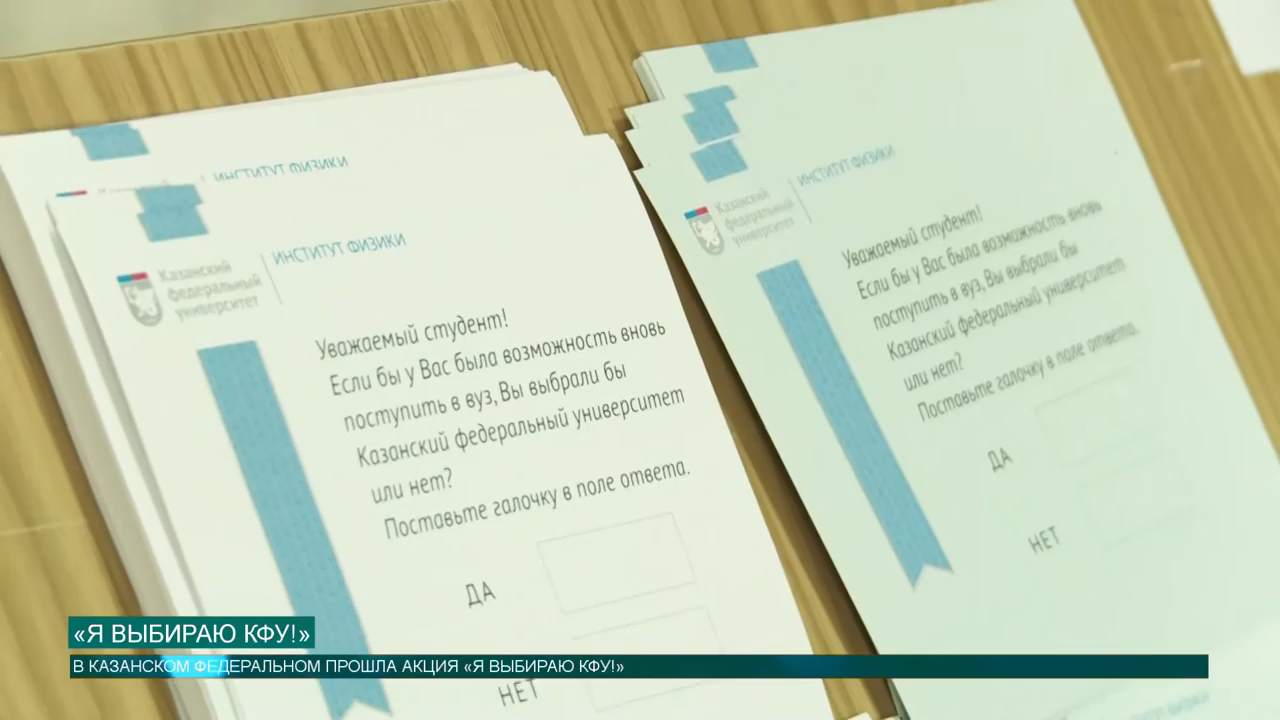 ИНСТИТУТ ФИЗИКИ
Казанский
федеральный
университет
ИНСТИТУТ ФИЗИКИ
Уважаемый студент!
Если бы у Вас была возможность вновь
поступить в вуз, Вы выбрали бы
Казанский федеральный университет
или нет?
Поставьте галочку в поле ответа.
ДА
НЕТ
Казанский
федеральный
университет
ИНСТИТУТ ФИЗИКИ
Уважаемый студент!
Если бы у Вас была возможность вновь
поступить в вуз, Вы выбрали бы
Казанский федеральный университет
или нет?
Поставьте галочку в поле ответа.
ДА
НЕТ
«Я ВЫБИРАЮ КФУ!»
В КАЗАНСКОМ ФЕДЕРАЛЬНОМ ПРОШЛА АКЦИЯ «Я ВЫБИРАЮ КФУ!»